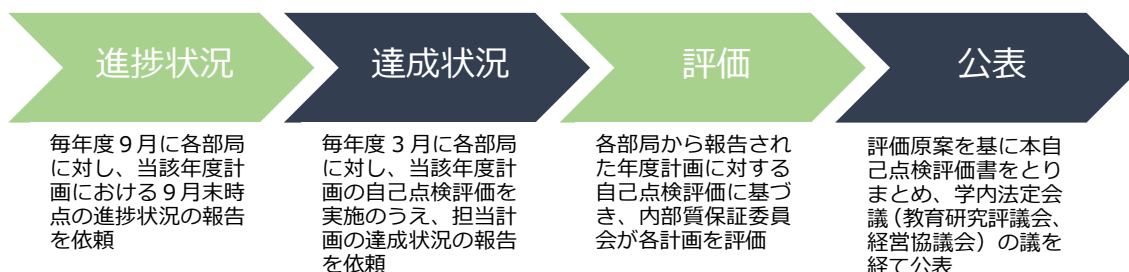 進捗状況
毎年度９月に各部局
に対し、当該年度計
画における９月末時
点の進捗状況の報告
を依頼
達成状況
毎年度３月に各部局
に対し、当該年度計
画の自己点検評価を
実施のうえ、担当計
画の達成状況の報告
を依頼
評価
各部局から報告され
た年度計画に対する
自己点検評価に基づ
き、内部質保証委員
会が各計画を評価
公表
評価原案を基に本自
己点検評価書をとり
まとめ、学内法定会
議（教育研究評議会、
経営協議会）の議を
経て公表